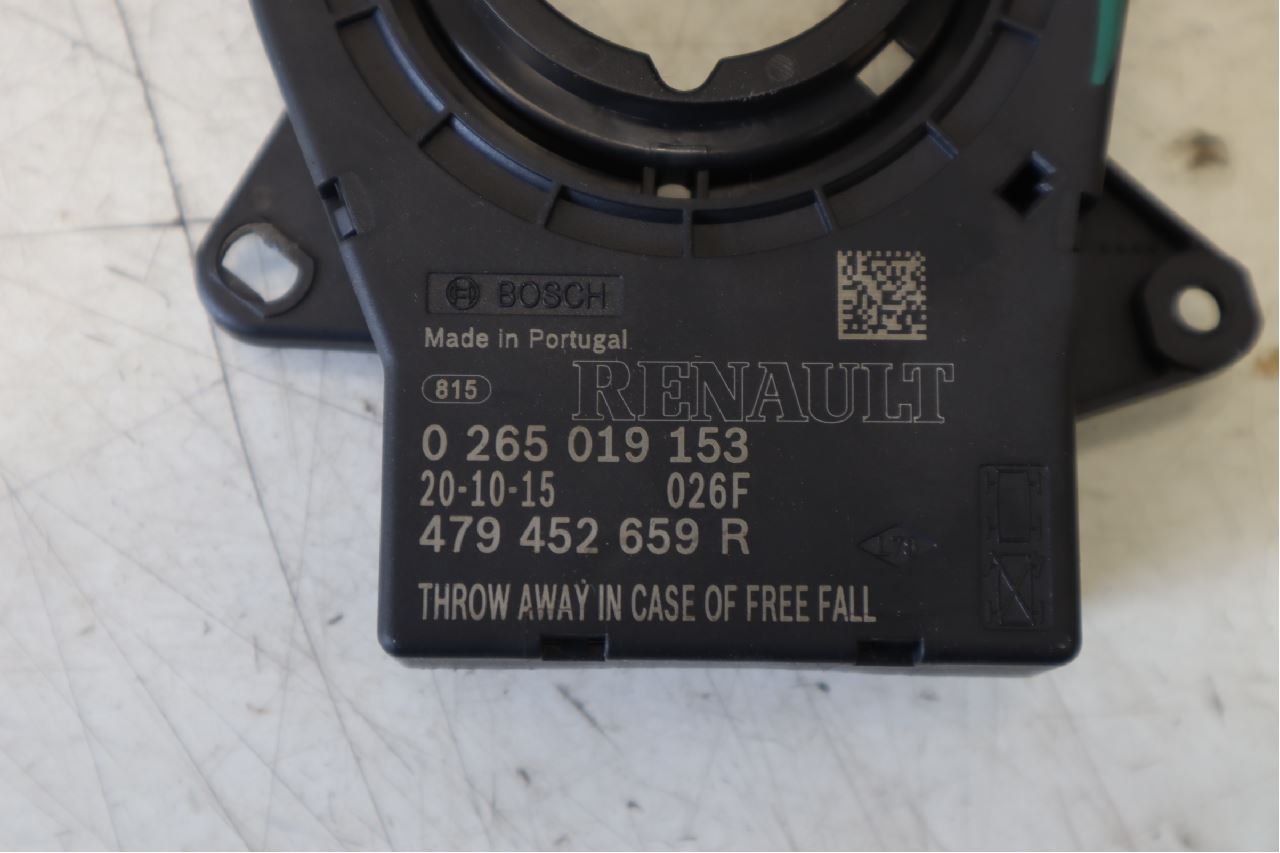 BOSCH
Made in Portugal
815
RENAULT
0 265 019 153
20-10-15 026F
479 452 659 R
THROW AWAY IN CASE OF FREE FALL